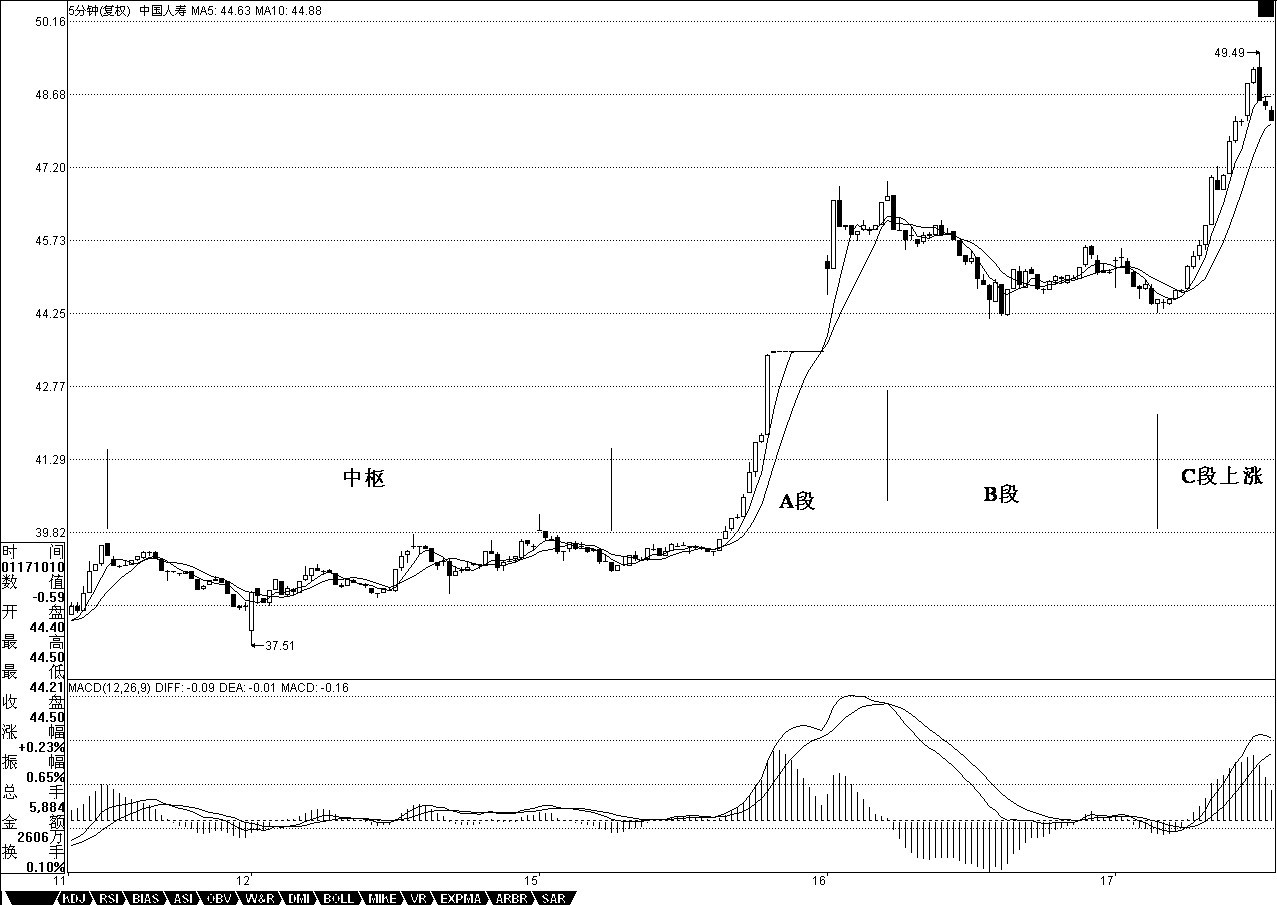 5分钟(复权) 中国人寿 MA5: 44.63 MA10: 44.88
50.16
49.49
48.68
47.20
45.73
44.25
42.77
41.29
中枢
A段
B段
C段上涨
39.82
37.51
时 间
01171010
数 值
-0.59
开 盘
44.40
最 高
44.50
最 低
44.21
收 盘
44.50
涨 幅
+0.23%
振 幅
0.65%
总 手
5,884
金 额
2606万
换 手
0.10%
MACD(12,26,9) DIFF: -0.09 DEA: -0.01 MACD: -0.16
11 12 15 16 17
KDJ RSI BIAS ASI OBV W&R DMI BOLL MIKE VR EXPMA ARBR SAR